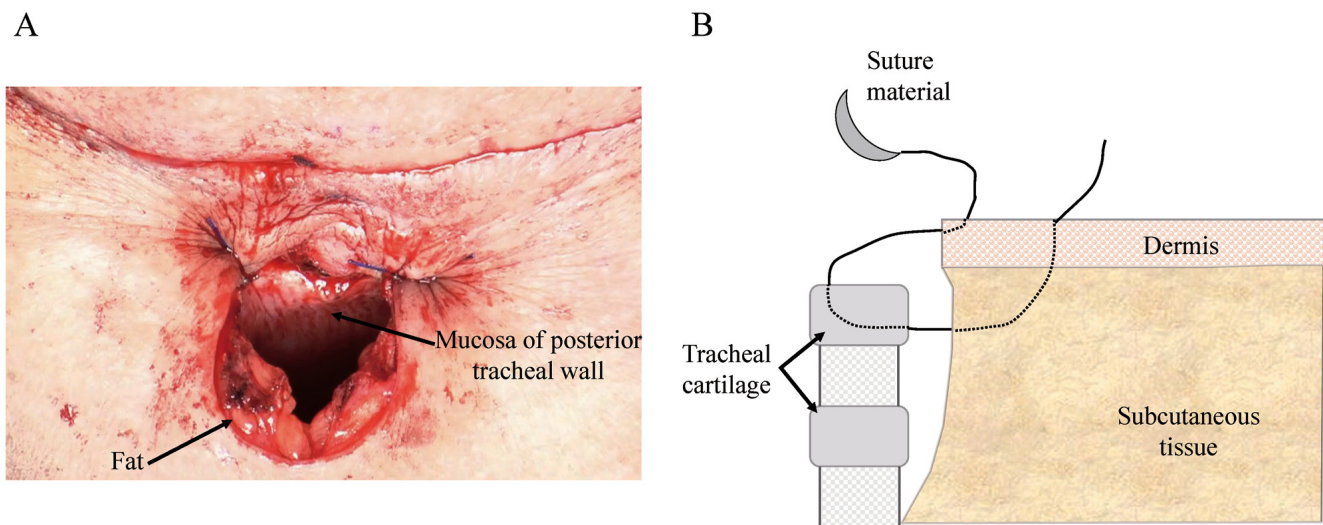 A
B
Suture
material
Dermis
Mucosa of posterior
tracheal wall
Tracheal
cartilage
Subcutaneous
tissue
Fat